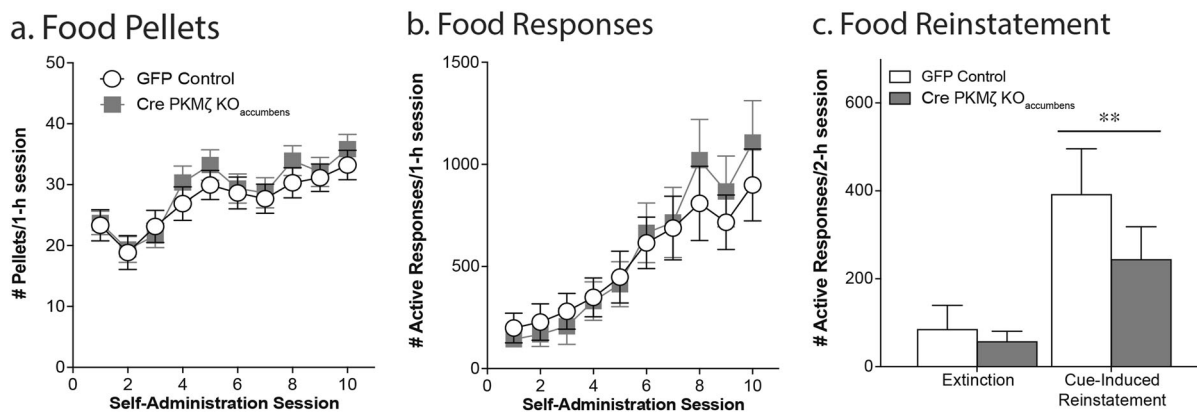 a. Food Pellets
# Pellets/1-h session
50
40
30
20
10
0
GFP Control
Cre PKMζ KOaccumbens
0 2 4 6 8 10
Self-Administration Session
b. Food Responses
# Active Responses/1-h session
1500
1000
500
0
0 2 4 6 8 10
Self-Administration Session
c. Food Reinstatement
# Active Responses/2-h session
600
400
200
0
GFP Control
Cre PKMζ KOaccumbens
**
Extinction
Cue-Induced
Reinstatement